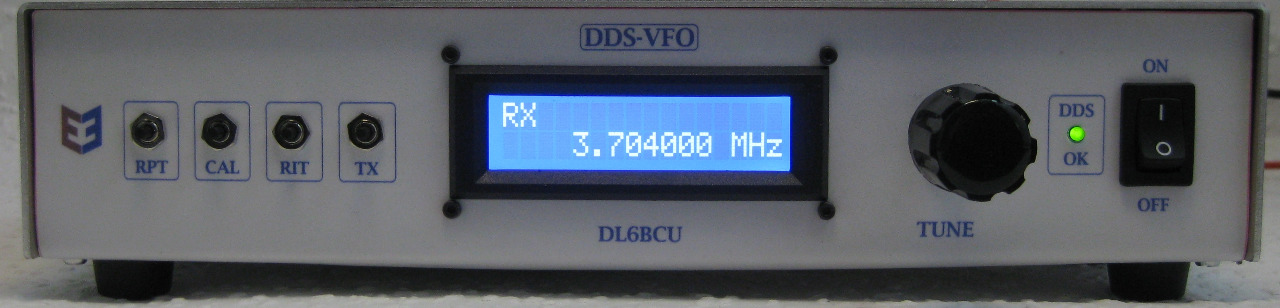 DDS-VFO
RPT
CAL
RIT
TX
RX
3.704000 MHz
DL6BCU
TUNE
DDS
OK
ON
I
O
OFF